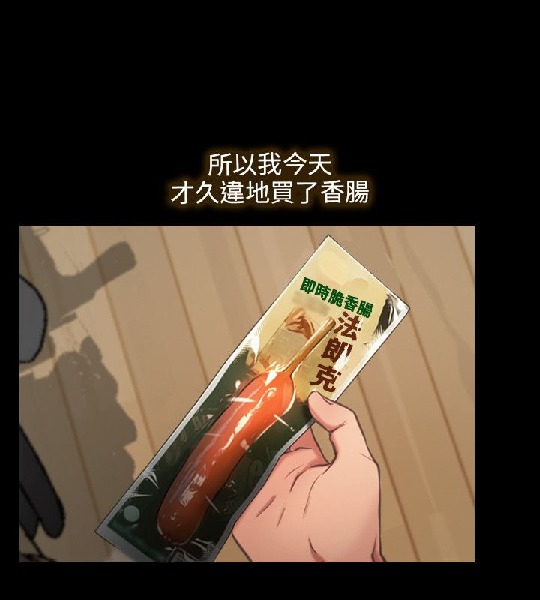 所以我今天
才久違地買了香腸
即時脆香腸
法郎克